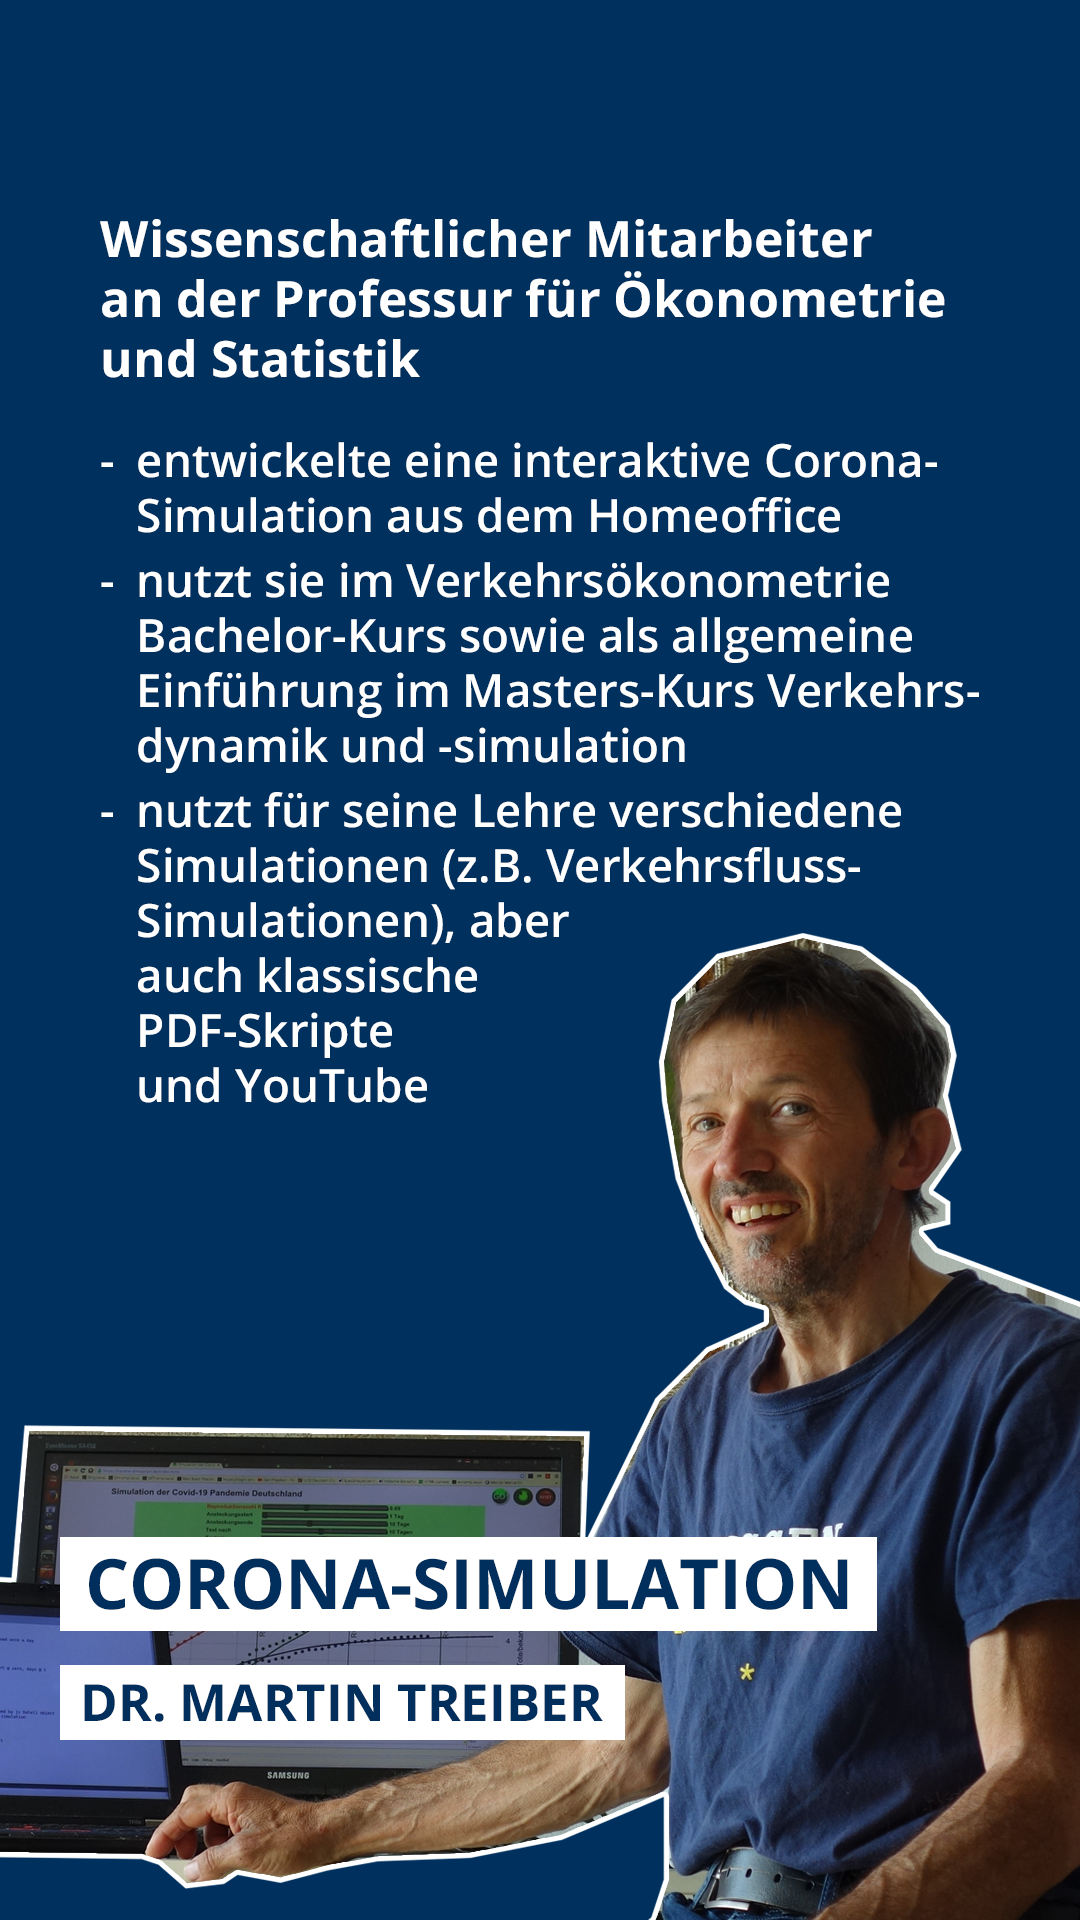 Wissenschaftlicher Mitarbeiter
an der Professur für Ökonometrie
und Statistik
- entwickelte eine interaktive Corona-
Simulation aus dem Homeoffice
- nutzt sie im Verkehrsökonometrie
Bachelor-Kurs sowie als allgemeine
Einführung im Masters-Kurs Verkehrs-
dynamik und -simulation
- nutzt für seine Lehre verschiedene
Simulationen (z.B. Verkehrsfluss-
Simulationen), aber
auch klassische
PDF-Skripte
und YouTube
Simulation der Covid-19 Pandemie Deutschland
CORONA-SIMULATION
DR. MARTIN TREIBER
SAMSUNG